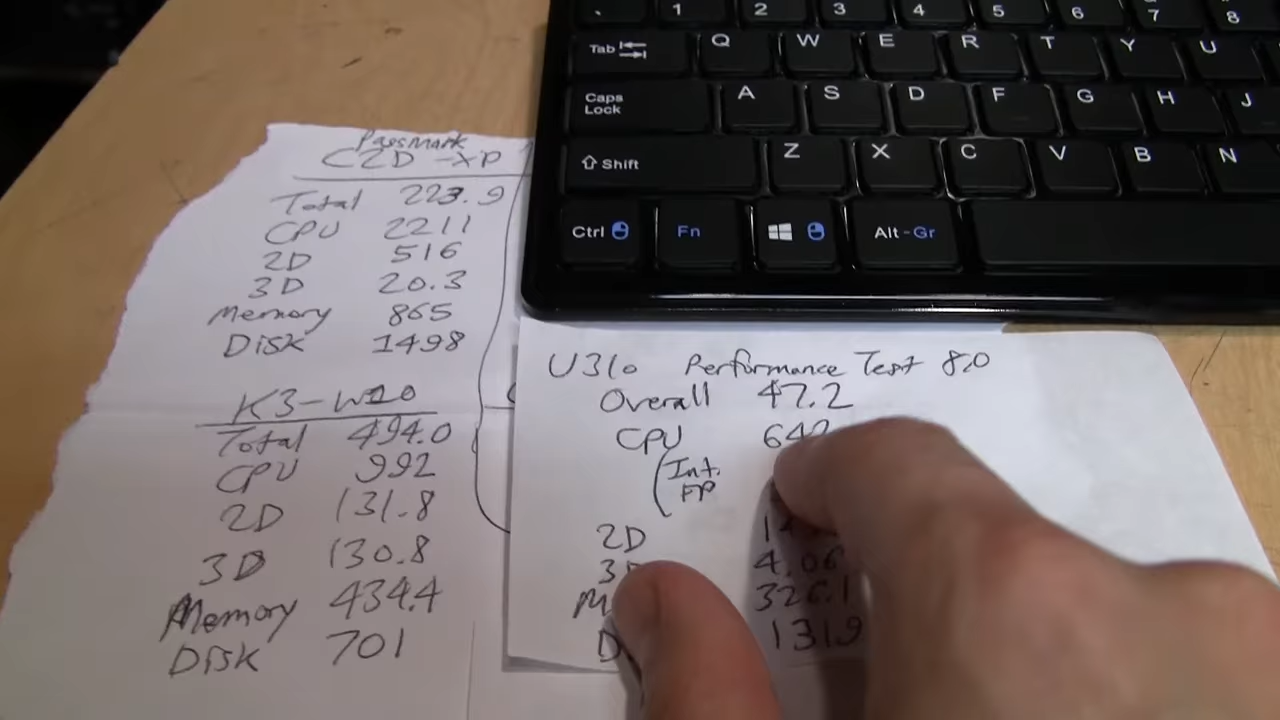 ` 1 2 3 4 5 6 7 8
Tab Q W E R T Y U
Caps Lock A S D F G H J
Shift Z X C V B N
Ctrl Fn Alt - Gr
PassMark
C2D - XP
Total 223.9
CPU 2211
2D 516
3D 20.3
Memory 865
Disk 1498
K3 - W10
Total 494.0
CPU 992
2D 131.8
3D 130.8
Memory 434.4
Disk 701
U310 Performance Test 8.0
Overall 47.2
CPU
(Int.
FP
2D
4.06
326.1
1319